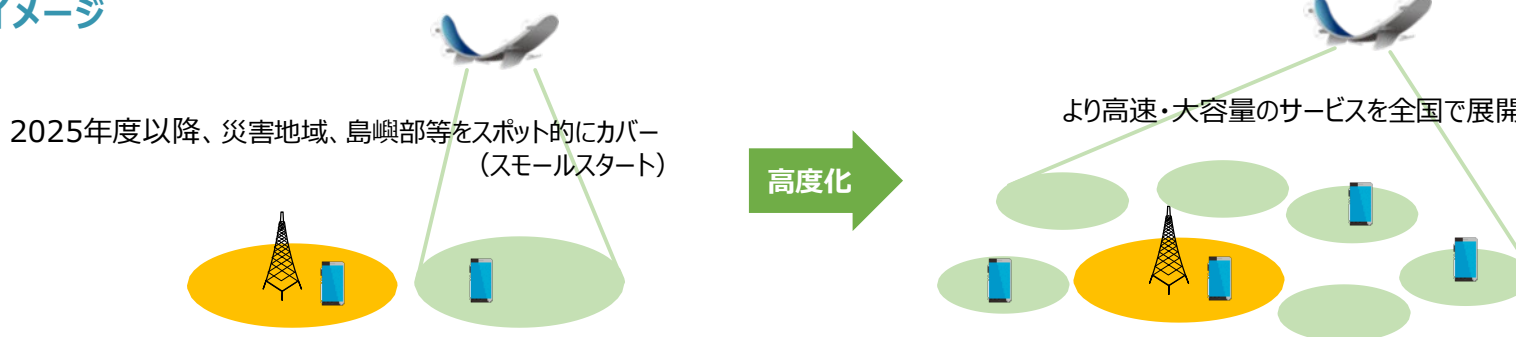 イメージ
2025年度以降、災害地域、島嶼部等をスポット的にカバー
（スモールスタート）
高度化
より高速・大容量のサービスを全国で展開